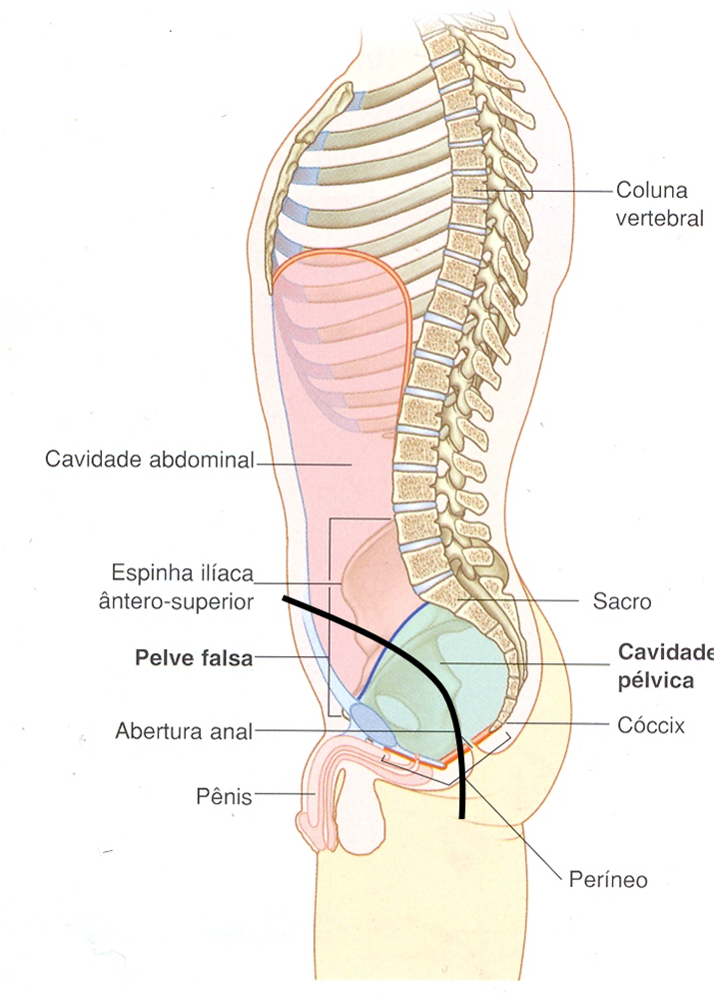 Coluna
vertebral
Cavidade abdominal
Espinha ilíaca
ântero-superior
Sacro
Pelve falsa
Cavidade
pélvica
Abertura anal
Cóccix
Pênis
Períneo